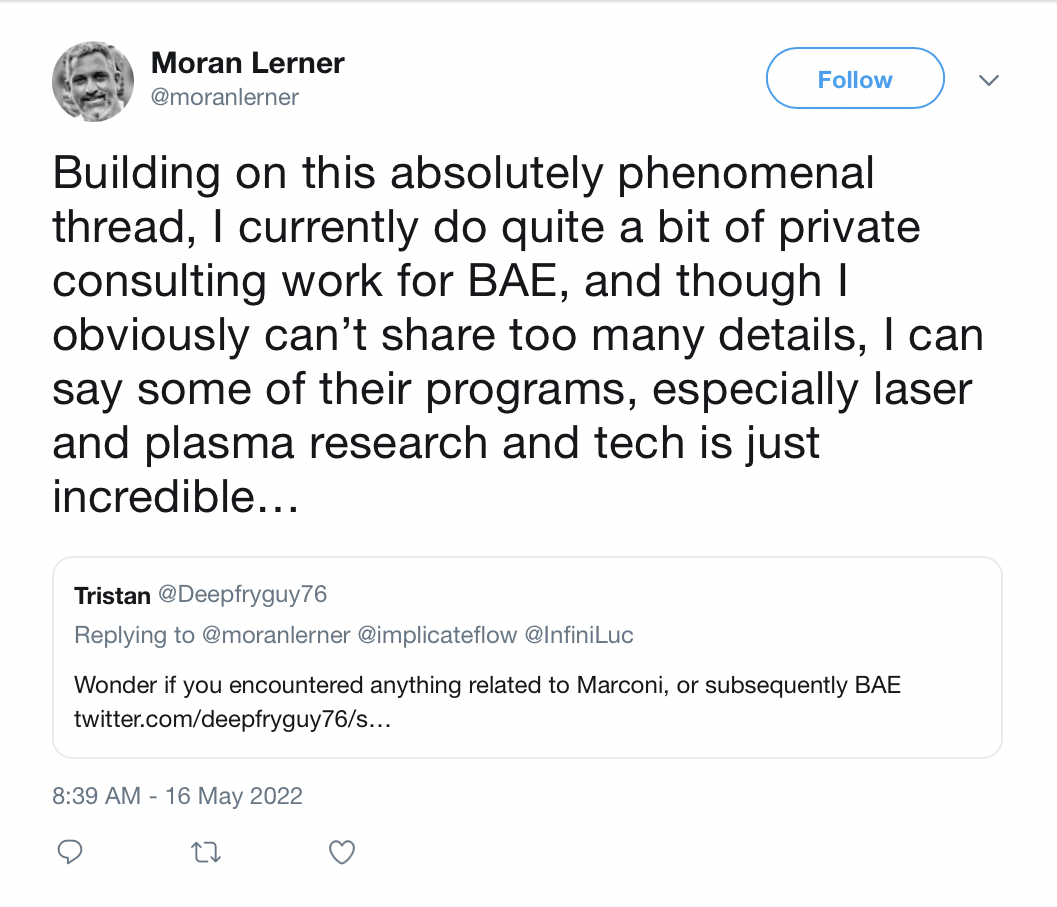 Moran Lerner
@moranlerner
Follow
Building on this absolutely phenomenal
thread, I currently do quite a bit of private
consulting work for BAE, and though I
obviously can’t share too many details, I can
say some of their programs, especially laser
and plasma research and tech is just
incredible…
Tristan @Deepfryguy76
Replying to @moranlerner @implicateflow @InfiniLuc
Wonder if you encountered anything related to Marconi, or subsequently BAE
twitter.com/deepfryguy76/s…
8:39 AM - 16 May 2022